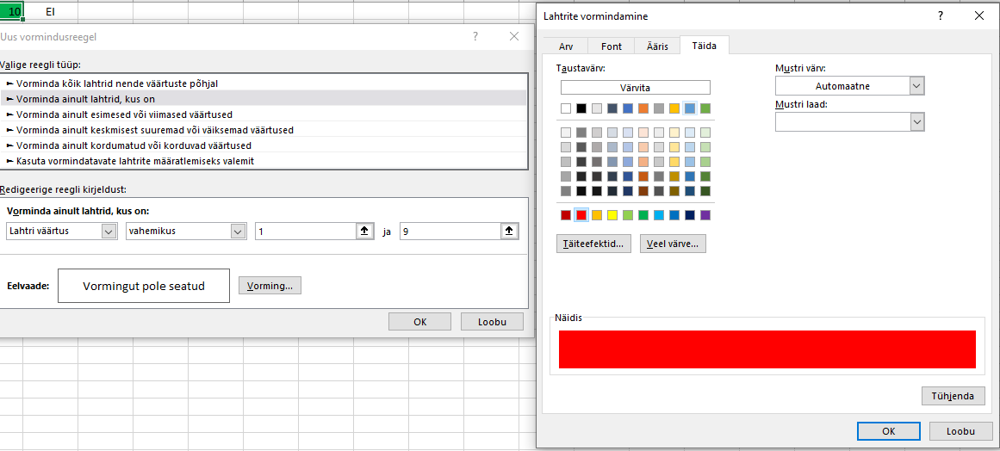 10 EI
Uus vormindusreegel ? ×
Valige reegli tüüp:
► Vorminda kõik lahtrid nende väärtuste põhjal
► Vorminda ainult lahtrid, kus on
► Vorminda ainult esimesed või viimased väärtused
► Vorminda ainult keskmisest suuremad või väiksemad väärtused
► Vorminda ainult kordumatud või korduvad väärtused
► Kasuta vormindatavate lahtrite määratlemiseks valemit
Redigeerige reegli kirjeldust:
Vorminda ainult lahtrid, kus on:
Lahtri väärtus vahemikus 1 ja 9
Eelvaade: Vormingut pole seatud Vorming...
OK Loobu
Lahtrite vormindamine ? ×
Arv Font Ääris Täida
Taustavärv:
Värvita
Mustri värv:
Automaatne
Mustri laad:
Täiteefektid... Veel värve...
Näidis
Tühjenda
OK Loobu